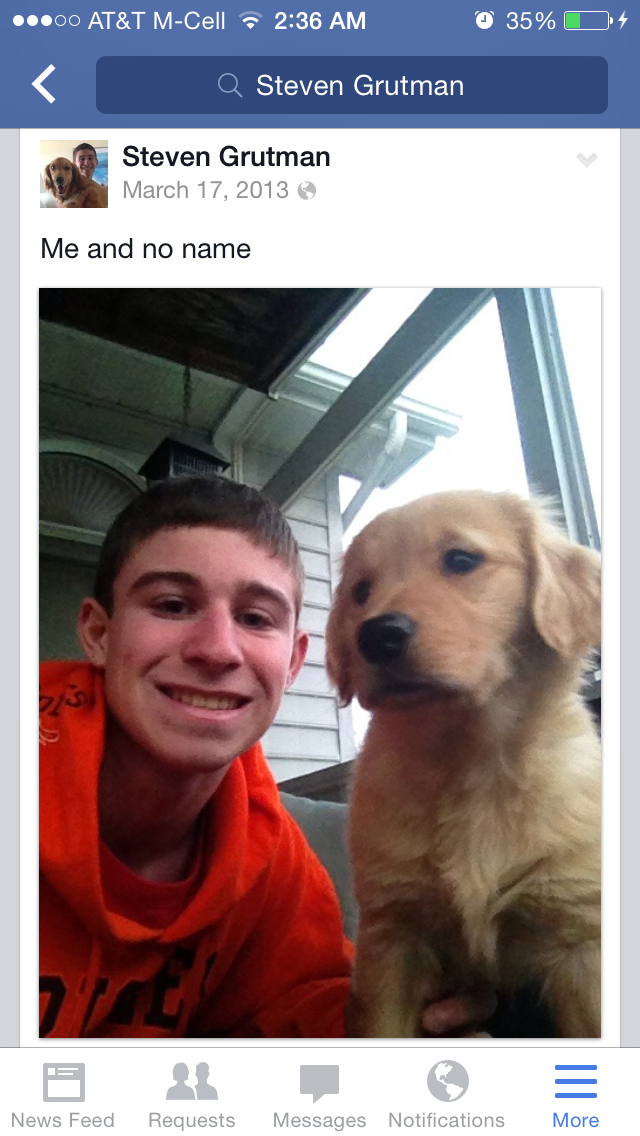 AT&T M-Cell 2:36 AM 35%
Steven Grutman
Steven Grutman
March 17, 2013
Me and no name
News Feed Requests Messages Notifications More